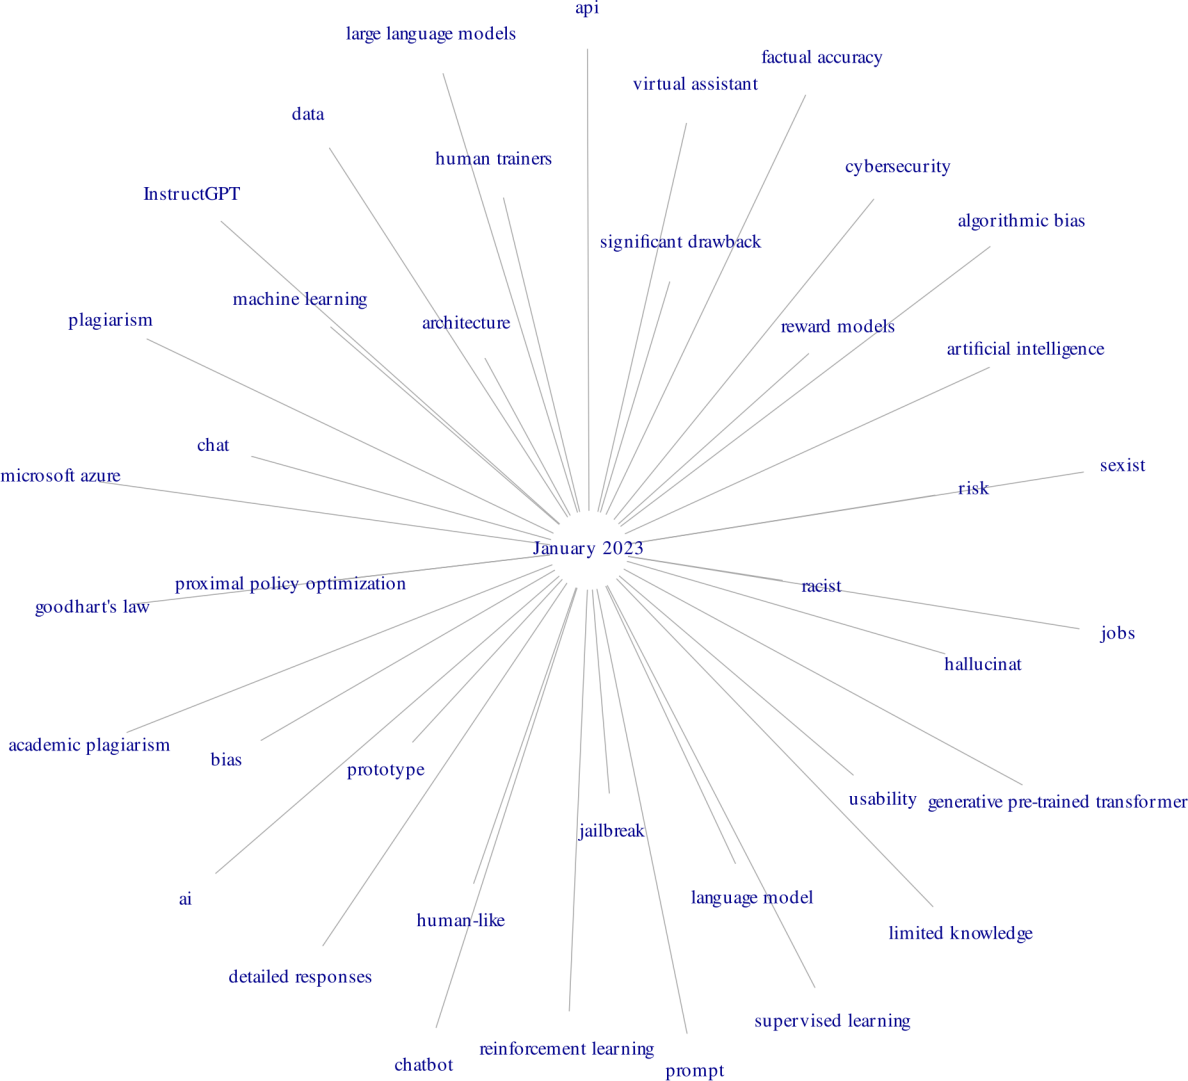 api
large language models
factual accuracy
virtual assistant
data
human trainers
cybersecurity
InstructGPT
algorithmic bias
significant drawback
machine learning
plagiarism
architecture
reward models
artificial intelligence
chat
sexist
microsoft azure
risk
January 2023
proximal policy optimization
racist
goodhart's law
jobs
hallucinat
academic plagiarism
bias
prototype
usability
generative pre-trained transformer
jailbreak
ai
language model
human-like
limited knowledge
detailed responses
supervised learning
reinforcement learning
chatbot
prompt